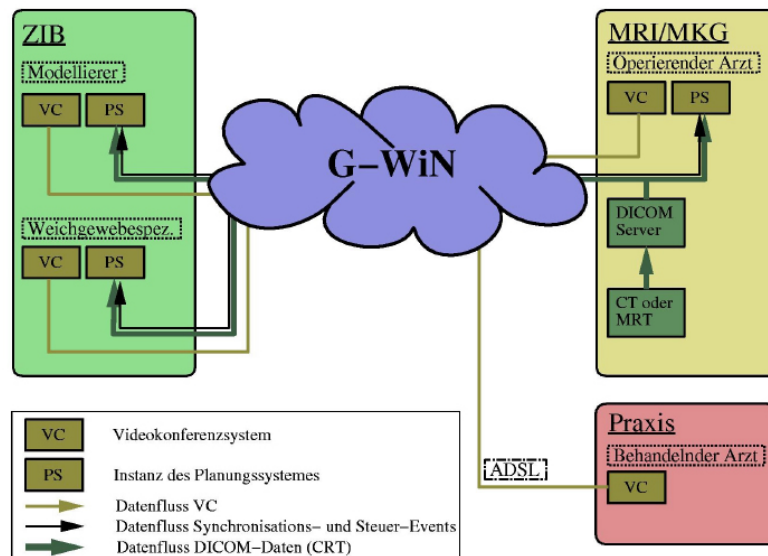 ZIB
Modellierer
VC PS
Weichgewebespez.
VC PS
G-WiN
MRI/MKG
Operierender Arzt
VC PS
DICOM
Server
CT oder
MRT
Praxis
Behandelnder Arzt
VC
ADSL
VC Videokonferenzsystem
PS Instanz des Planungssystemes
Datenfluss VC
Datenfluss Synchronisations- und Steuer-Events
Datenfluss DICOM-Daten (CRT)